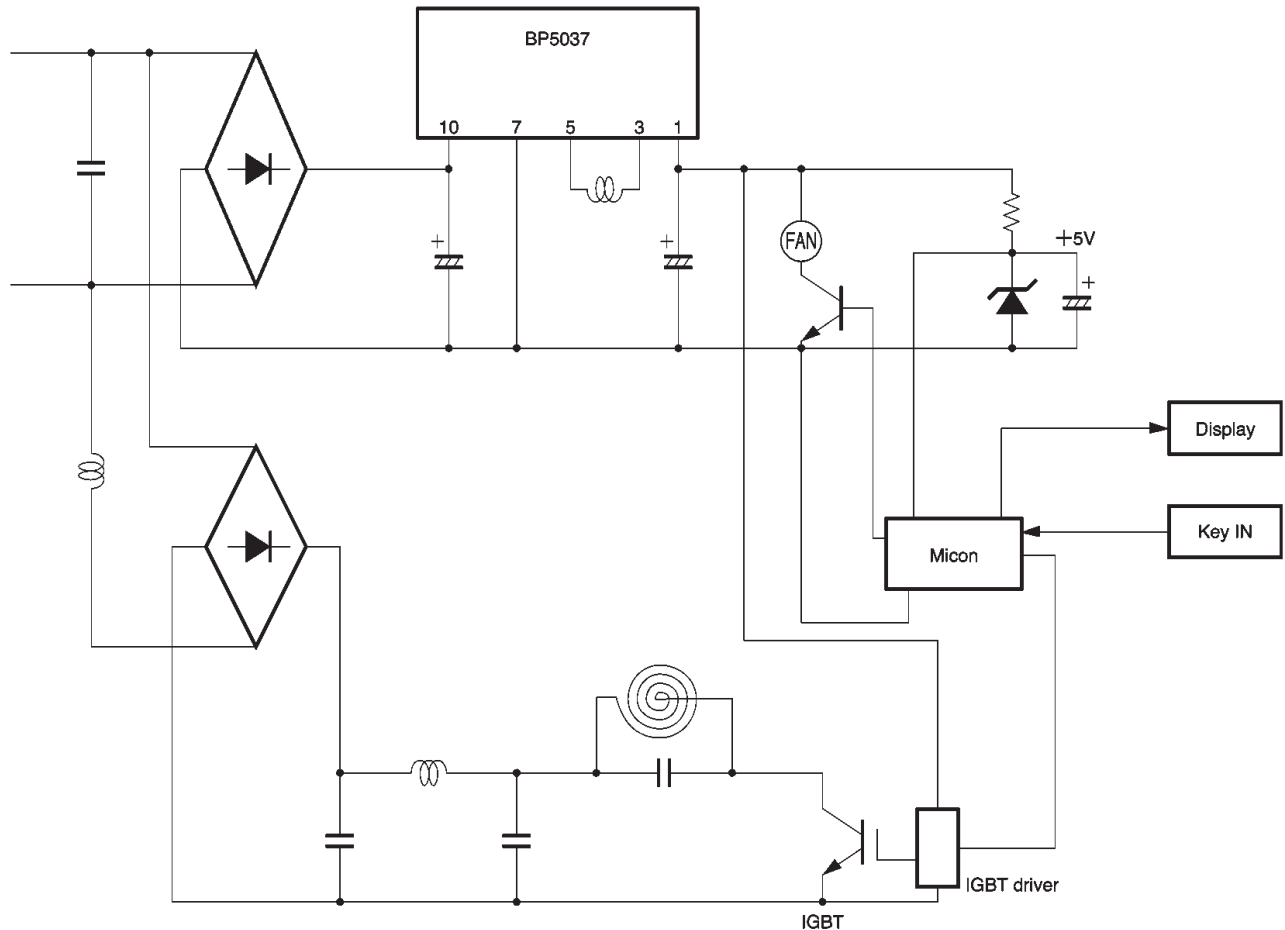 BP5037
10 7 5 3 1
+
+
FAN
+5V
+
Display
Key IN
Micon
IGBT driver
IGBT